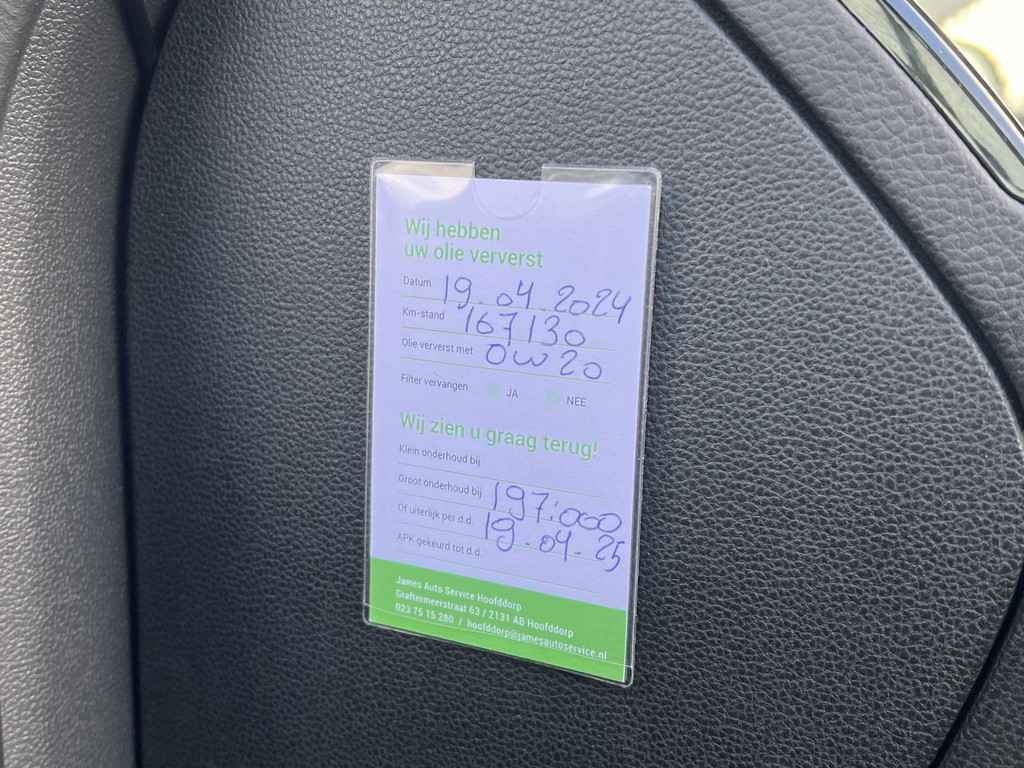 Wij hebben
uw olie ververst
Datum 19.04.2024
Km-stand 167130
Olie ververst met 0W20
Filter vervangen JA NEE
Wij zien u graag terug!
Klein onderhoud bij
Groot onderhoud bij 197.000
Of uiterlijk per d.d. 19.04.25
APK gekeurd tot d.d.
James Auto Service Hoofddorp
Graftermeerstraat 63 / 2131 AB Hoofddorp
023 75 15 280 / hoofddorp@jamesautoservice.nl